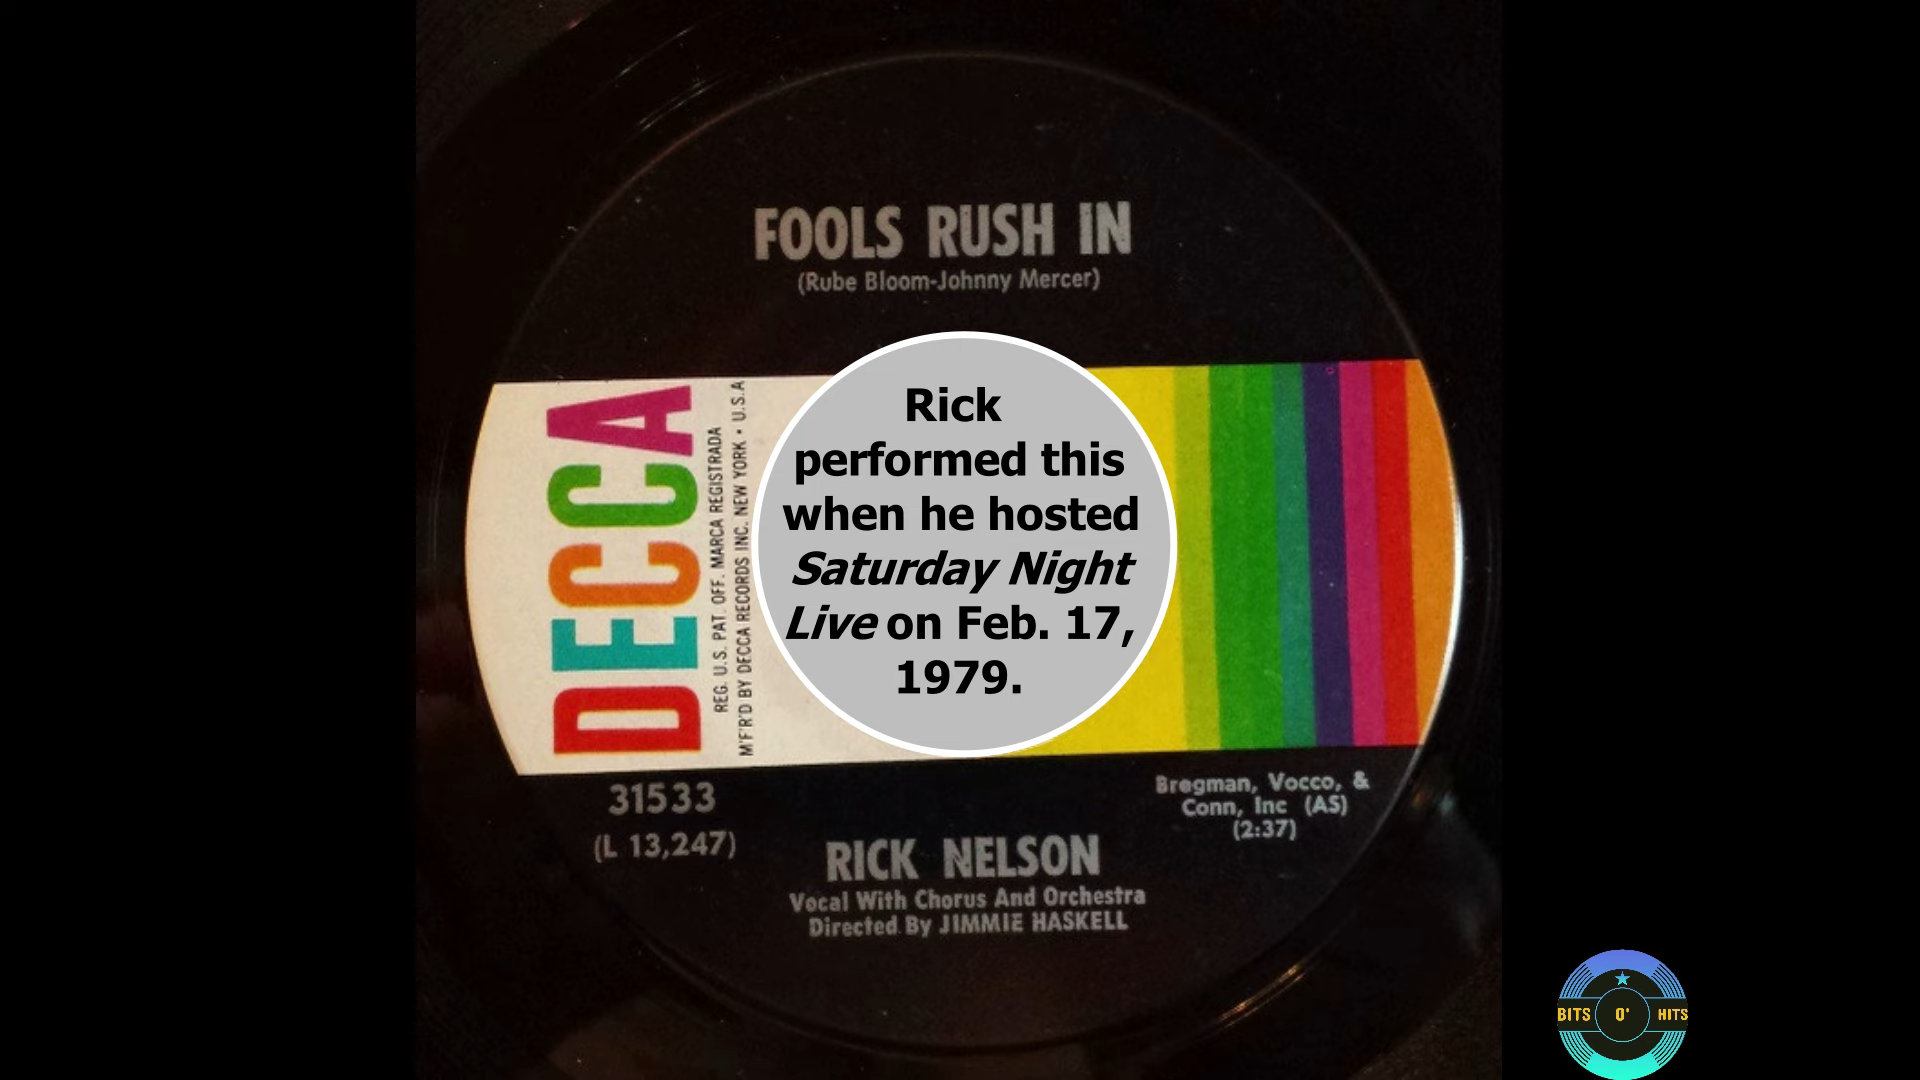 FOOLS RUSH IN
(Rube Bloom-Johnny Mercer)
DECCA
REG. U.S. PAT. OFF. MARCA REGISTRADA
M'F'R'D BY DECCA RECORDS INC. NEW YORK • U.S.A
Rick
performed this
when he hosted
Saturday Night
Live on Feb. 17,
1979.
31533
(L 13,247)
Bregman, Vocco, &
Conn, Inc (AS)
(2:37)
RICK NELSON
Vocal With Chorus And Orchestra
Directed By JIMMIE HASKELL
BITS O' HITS